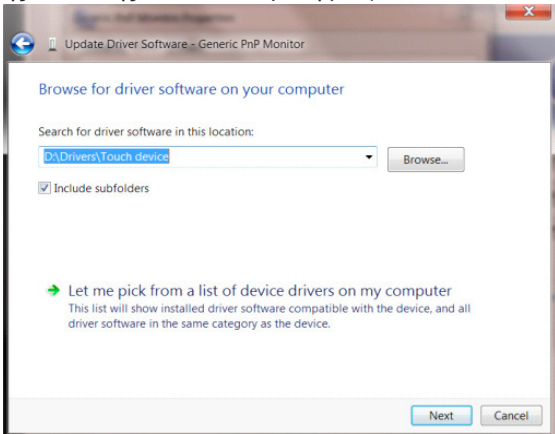 Update Driver Software - Generic PnP Monitor
Browse for driver software on your computer
Search for driver software in this location:
D:\Drivers\Touch device
Browse...
Include subfolders
Let me pick from a list of device drivers on my computer
This list will show installed driver software compatible with the device, and all
driver software in the same category as the device.
Next
Cancel